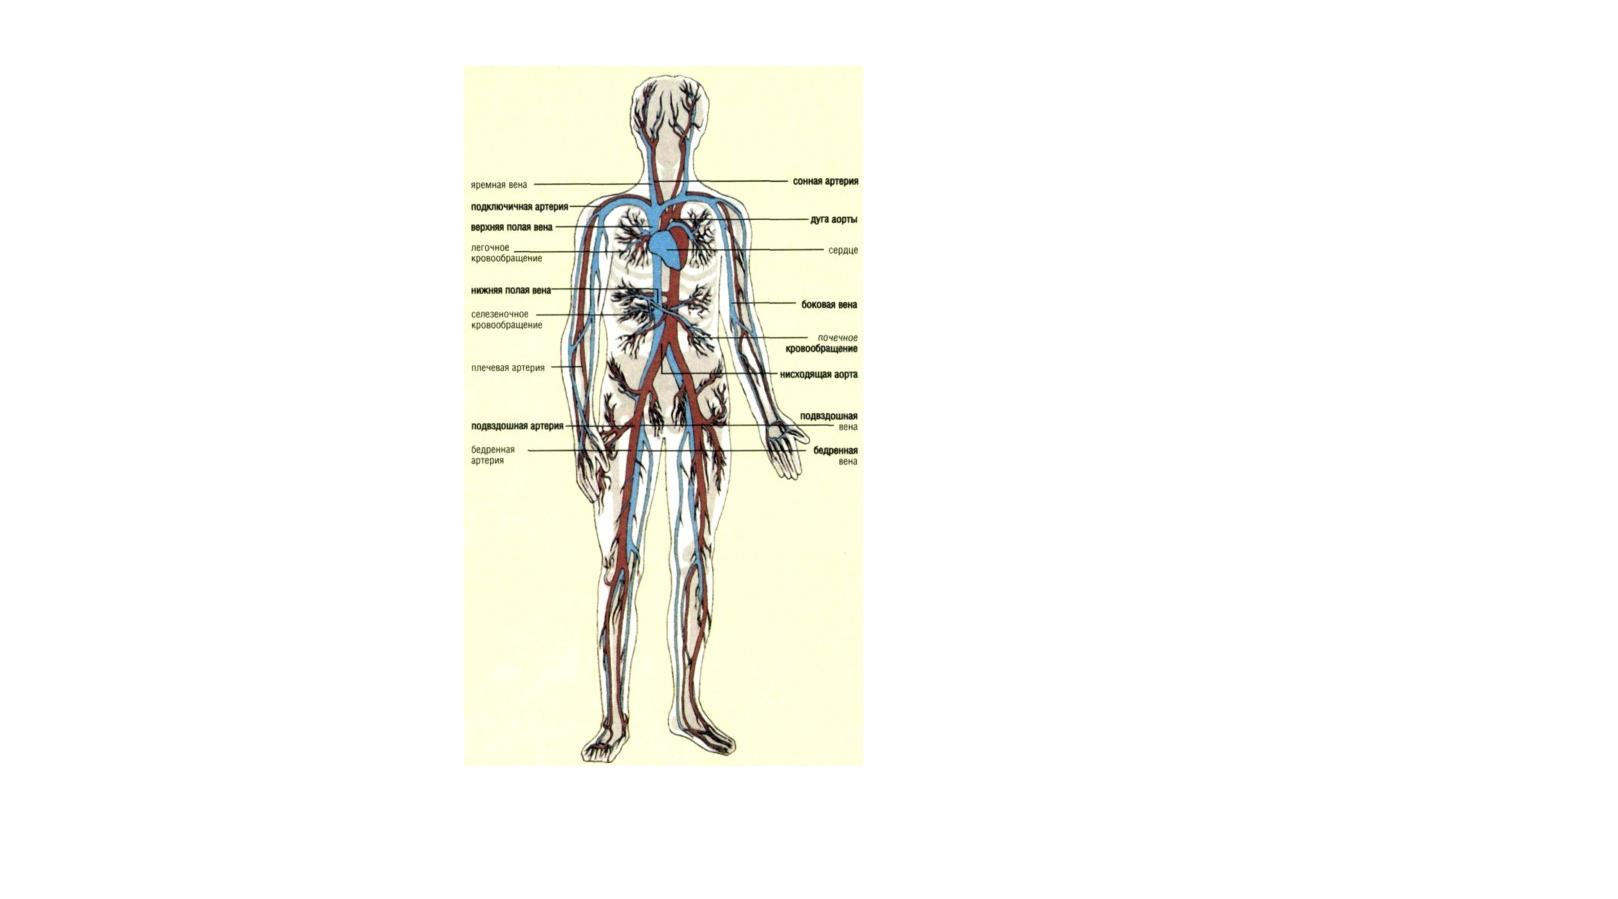 яремная вена
подключичная артерия
верхняя полая вена
легочное
кровообращение
нижняя полая вена
селезеночное
кровообращение
плечевая артерия
подвздошная артерия
бедренная
артерия
сонная артерия
дуга аорты
сердце
боковая вена
почечное
кровообращение
нисходящая аорта
подвздошная
вена
бедренная
вена